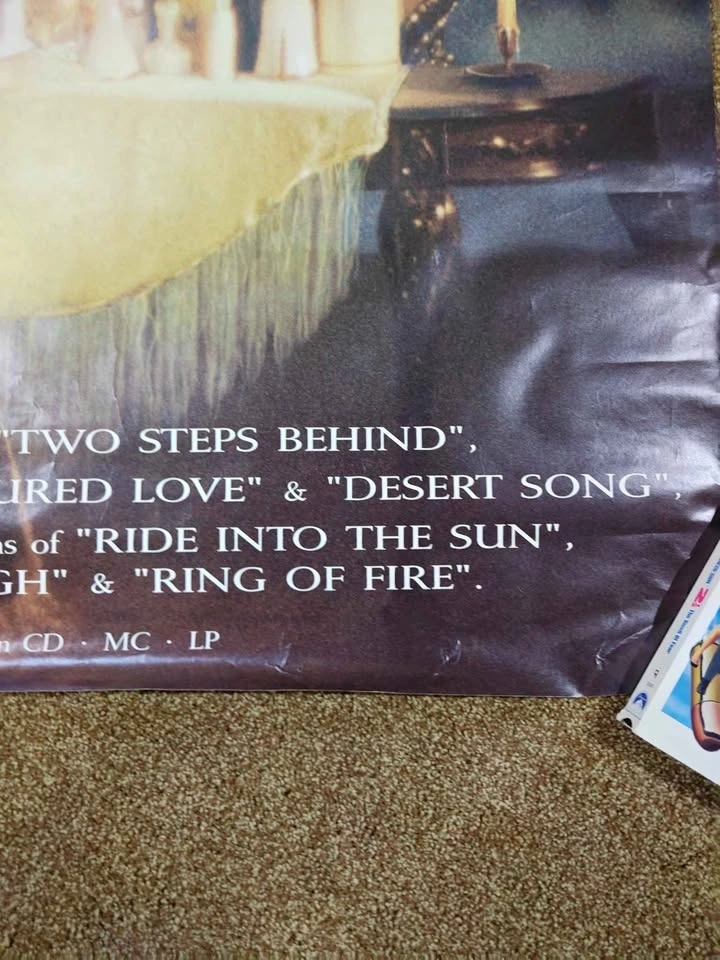 "TWO STEPS BEHIND",
URED LOVE" & "DESERT SONG",
ns of "RIDE INTO THE SUN",
GH" & "RING OF FIRE".
n CD · MC · LP